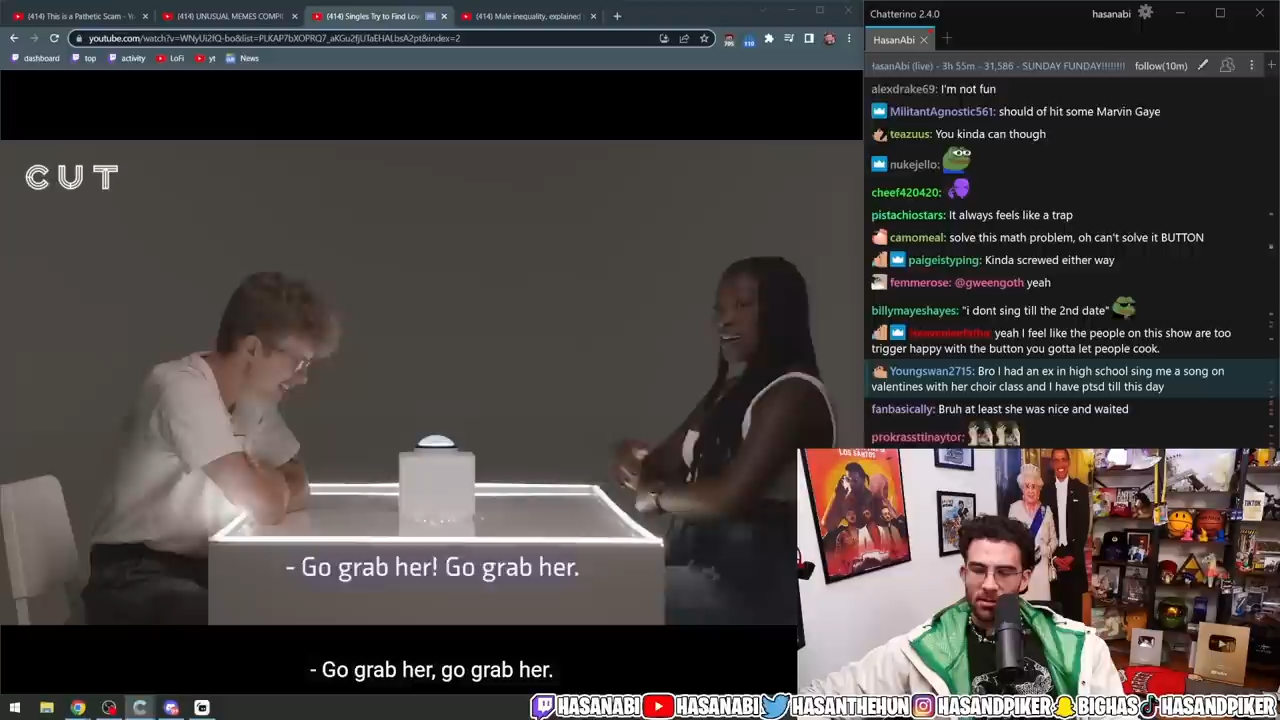 (414) This is a Pathetic Scam - Y
(414) UNUSUAL MEMES COMPI
(414) Singles Try to Find Lov
(414) Male inequality, explained
youtube.com/watch?v=WNyUi2fQ-bo&list=PLKAP7bXOPRQ7_aKGu2fjUTaEHALbsA2pt&index=2
dashboard
top
activity
LoFi
yt
News
CUT
- Go grab her! Go grab her.
- Go grab her, go grab her.
Chatterino 2.4.0
hasanabi
HasanAbi
HasanAbi (live) - 3h 55m - 31,586 - SUNDAY FUNDAY!!!!!!!!
follow(10m)
alexdrake69: I'm not fun
MilitantAgnostic561: should of hit some Marvin Gaye
teazuus: You kinda can though
nukejello:
cheef420420:
pistachiostars: It always feels like a trap
camomeal: solve this math problem, oh can't solve it BUTTON
paigeistyping: Kinda screwed either way
femmerose: @gweengoth yeah
billymayeshayes: "i dont sing till the 2nd date"
yeah I feel like the people on this show are too
trigger happy with the button you gotta let people cook.
Youngswan2715: Bro I had an ex in high school sing me a song on
valentines with her choir class and I have ptsd till this day
fanbasically: Bruh at least she was nice and waited
prokrassttinaytor:
LOS SANTOS
HASANABI
HASANABI
HASANTHEHUN
HASANDPIKER
BIGHAS
HASANDPIKER